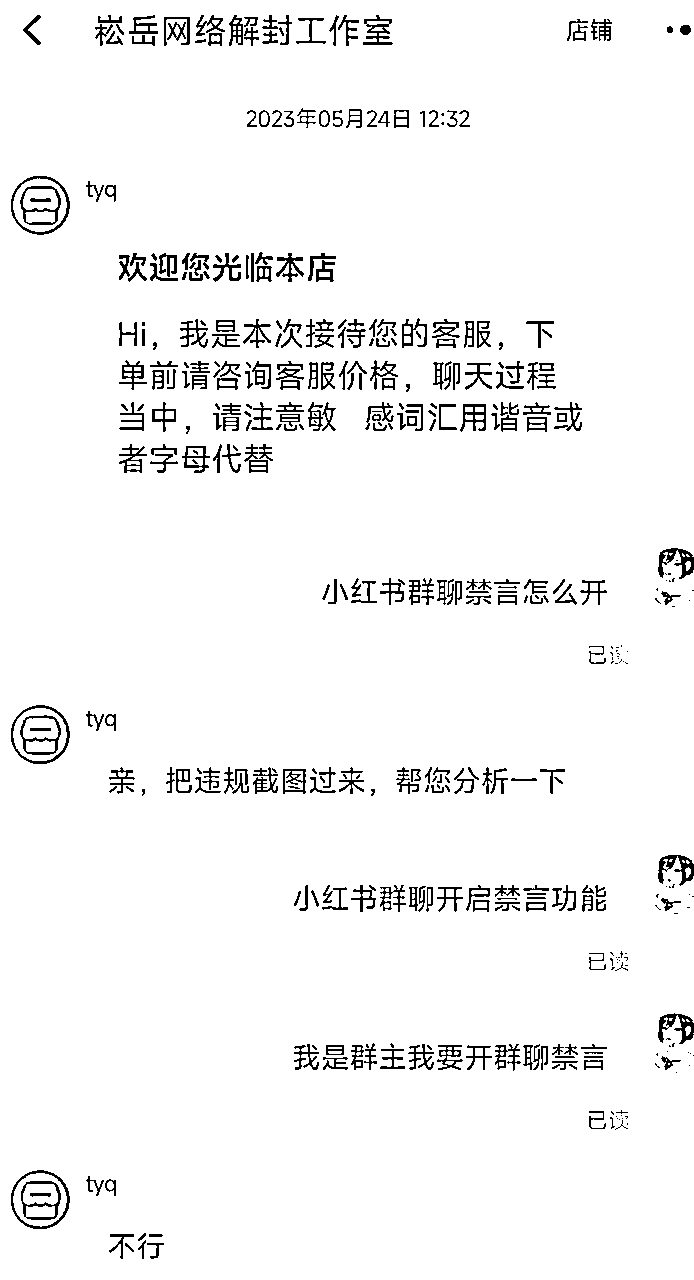 崧岳网络解封工作室
店铺
2023年05月24日 12:32
tyq
欢迎您光临本店
Hi，我是本次接待您的客服，下
单前请咨询客服价格，聊天过程
当中，请注意敏 感词汇用谐音或
者字母代替
小红书群聊禁言怎么开
已读
tyq
亲，把违规截图过来，帮您分析一下
小红书群聊开启禁言功能
已读
我是群主我要开群聊禁言
已读
tyq
不行